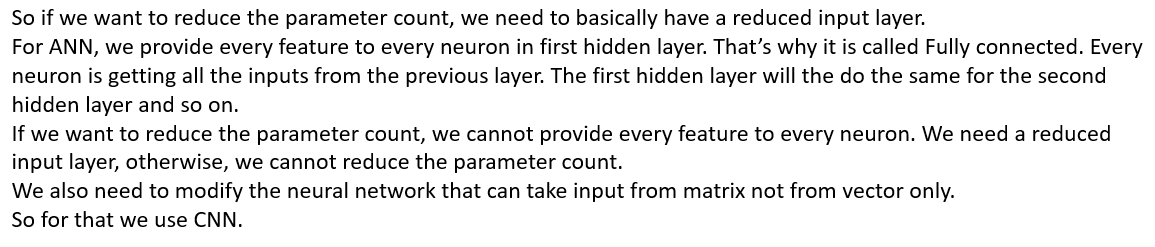 So if we want to reduce the parameter count, we need to basically have a reduced input layer.
For ANN, we provide every feature to every neuron in first hidden layer. That’s why it is called Fully connected. Every
neuron is getting all the inputs from the previous layer. The first hidden layer will the do the same for the second
hidden layer and so on.
If we want to reduce the parameter count, we cannot provide every feature to every neuron. We need a reduced
input layer, otherwise, we cannot reduce the parameter count.
We also need to modify the neural network that can take input from matrix not from vector only.
So for that we use CNN.